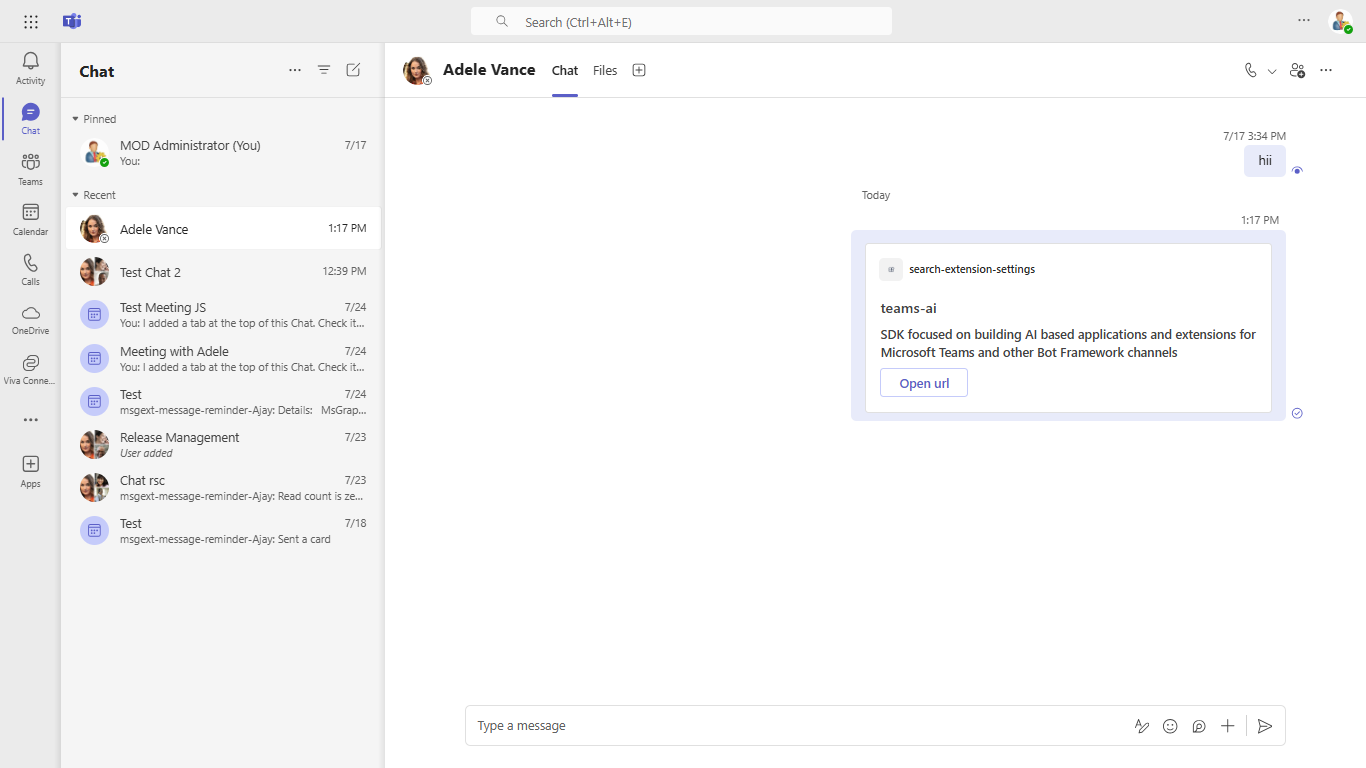 Search (Ctrl+Alt+E)
Activity
Chat
Teams
Calendar
Calls
OneDrive
Viva Conne...
Apps
Chat
Pinned
MOD Administrator (You) 7/17
You:
Recent
Adele Vance 1:17 PM
Test Chat 2 12:39 PM
Test Meeting JS 7/24
You: I added a tab at the top of this Chat. Check it...
Meeting with Adele 7/24
You: I added a tab at the top of this Chat. Check it...
Test 7/24
msgext-message-reminder-Ajay: Details: MsGrap...
Release Management 7/23
User added
Chat rsc 7/23
msgext-message-reminder-Ajay: Read count is ze...
Test 7/18
msgext-message-reminder-Ajay: Sent a card
Adele Vance Chat Files
7/17 3:34 PM
hii
Today
1:17 PM
search-extension-settings
teams-ai
SDK focused on building AI based applications and extensions for
Microsoft Teams and other Bot Framework channels
Open url
Type a message